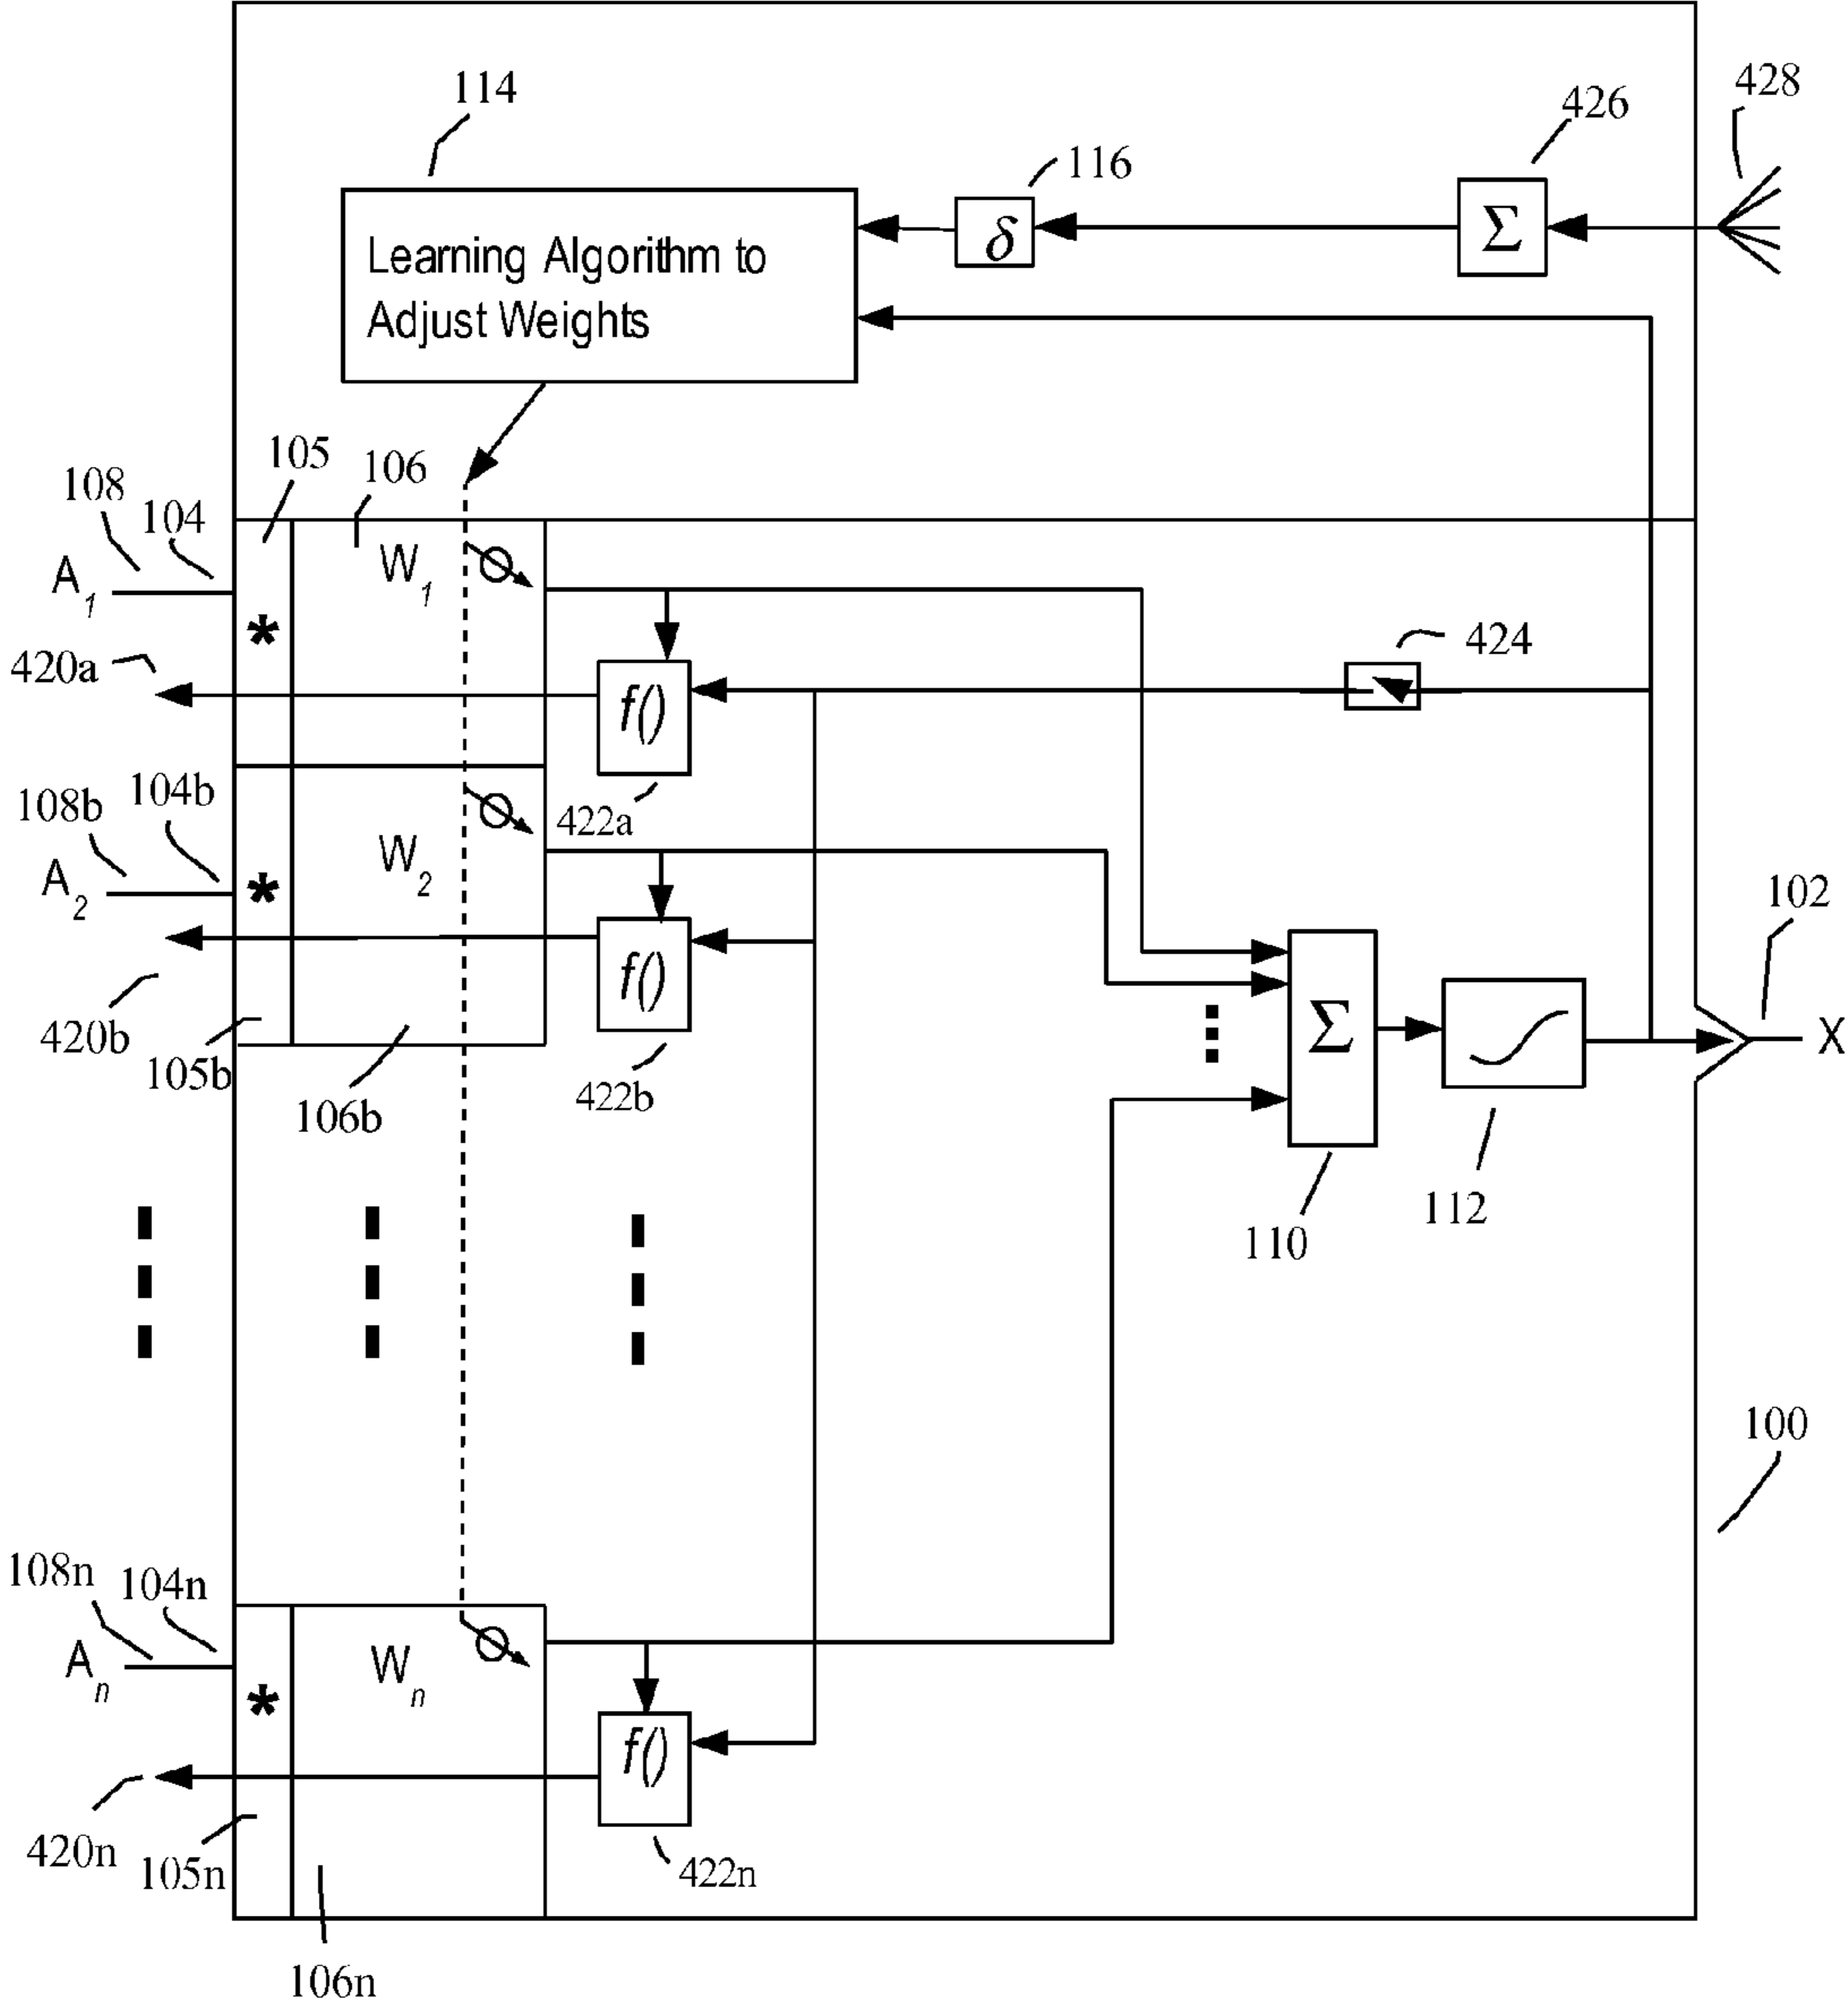 114
428
426
116
δ
Σ
Learning Algorithm to
Adjust Weights
105
106
108
104
A1
W1
*
420a
424
f()
422a
108b
104b
A2
W2
*
102
f()
420b
105b
106b
422b
Σ
X
110
112
100
108n
104n
An
Wn
*
f()
420n
105n
422n
106n